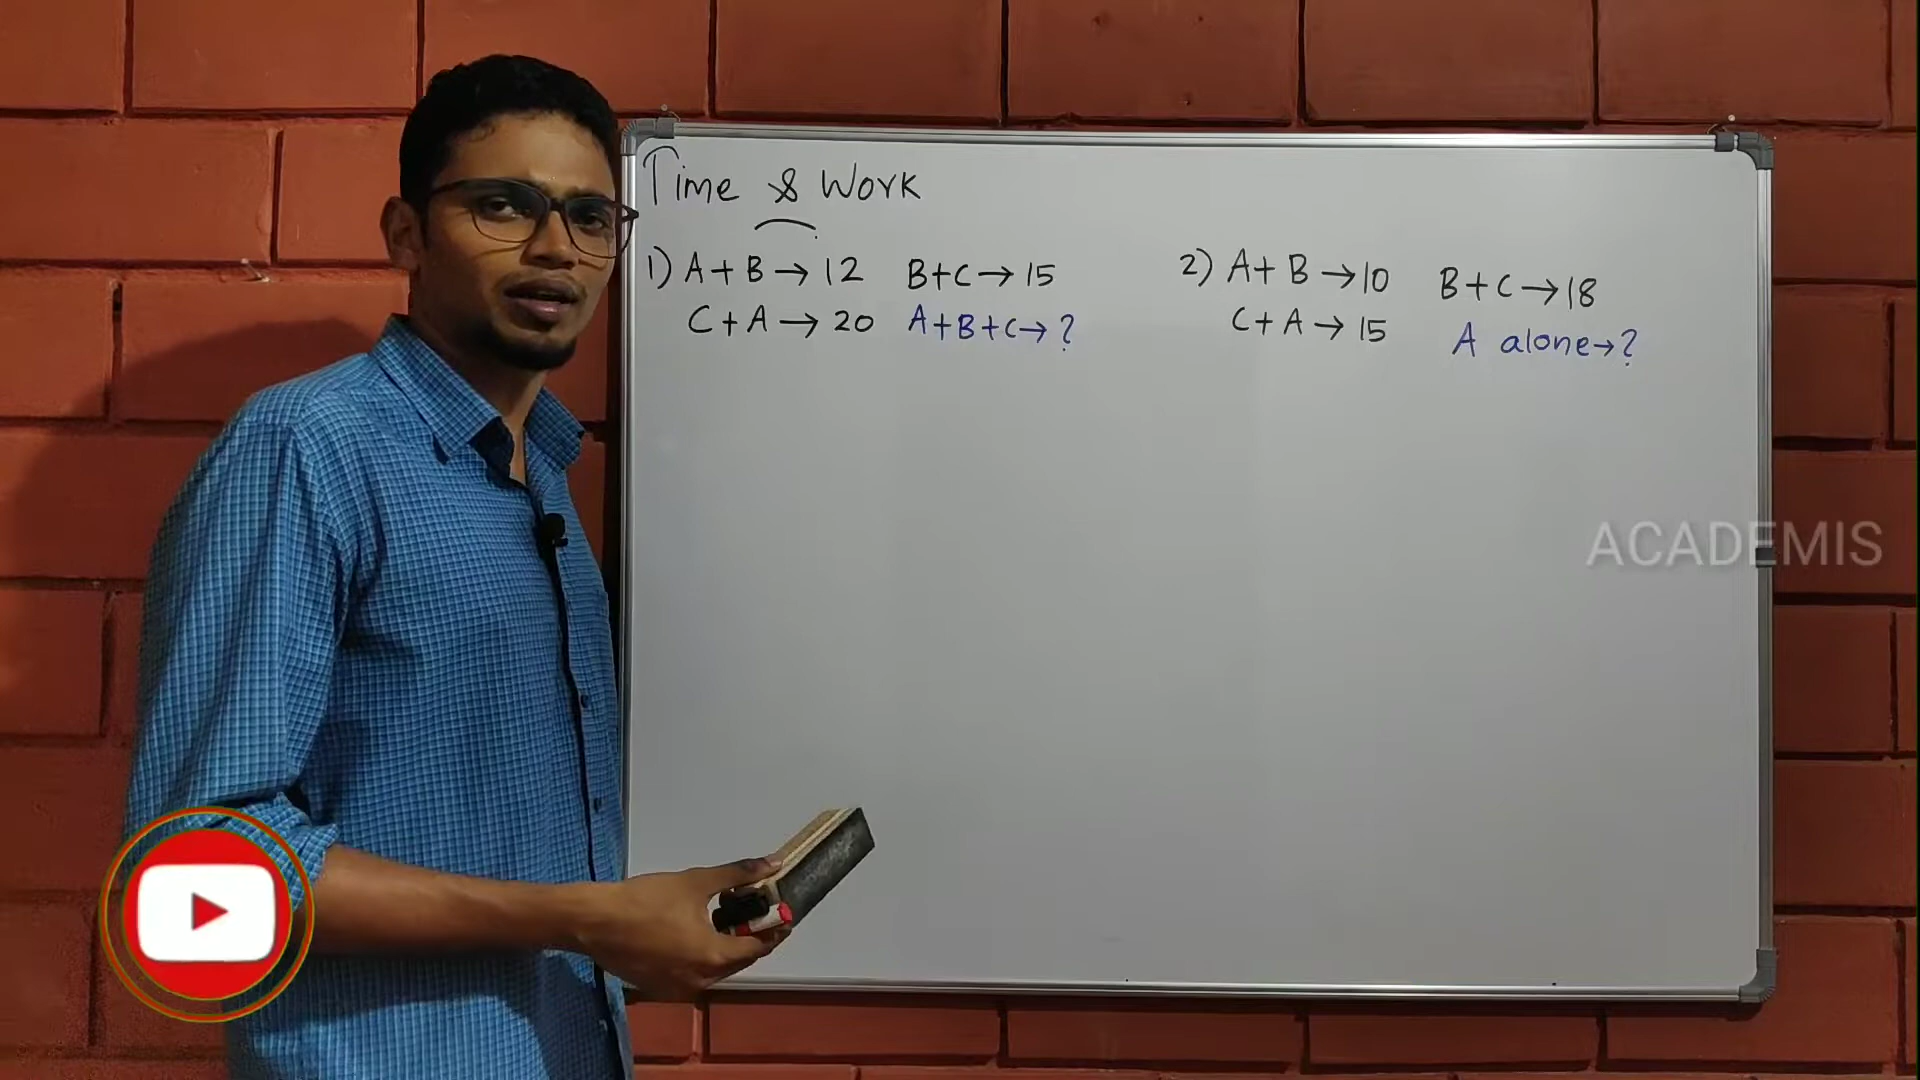 Time & Work
1) A+B→12 B+C→15
C+A→20 A+B+C→?
2) A+B→10 B+C→18
C+A→15 A alone→?
ACADEMIS